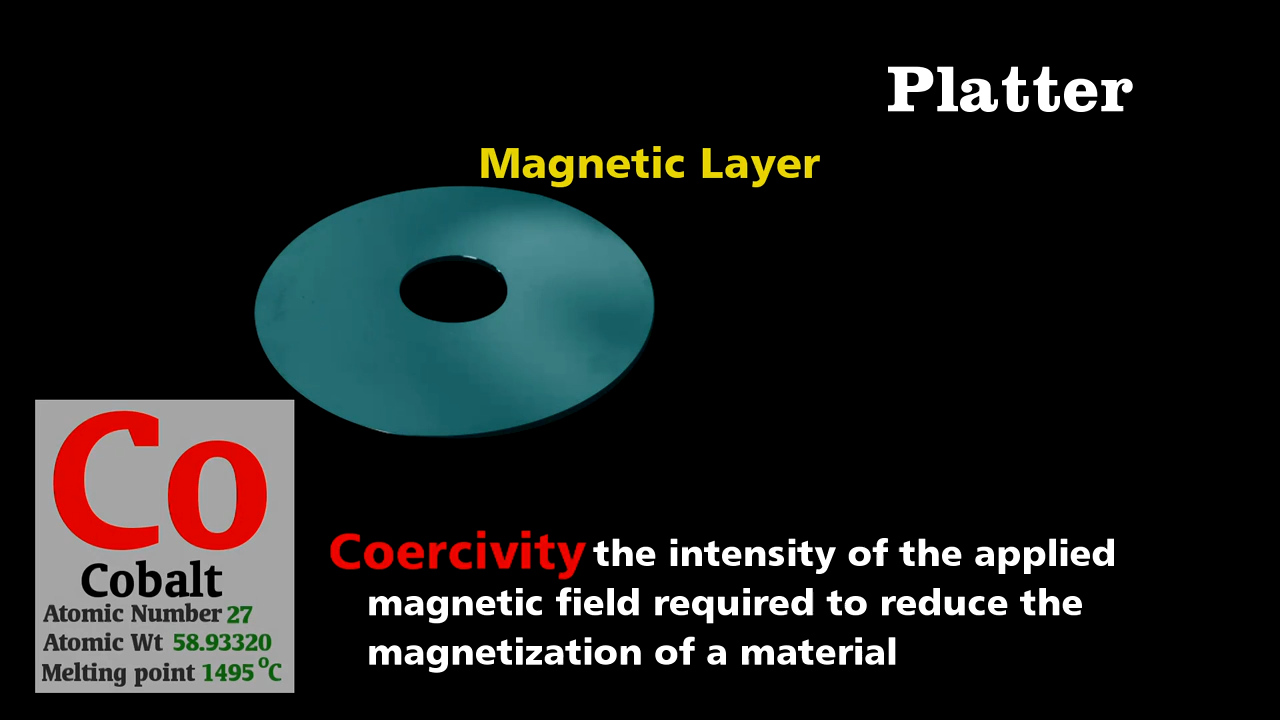 Platter
Magnetic Layer
Co
Cobalt
Atomic Number 27
Atomic Wt 58.93320
Melting point 1495 °C
Coercivity the intensity of the applied
magnetic field required to reduce the
magnetization of a material